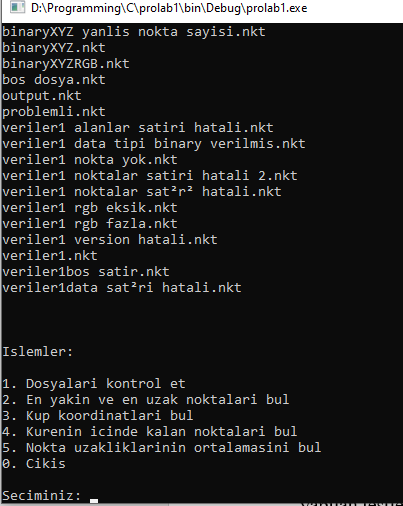 D:\Programming\C\prolab1\bin\Debug\prolab1.exe
binaryXYZ yanlis nokta sayisi.nkt
binaryXYZ.nkt
binaryXYZRGB.nkt
bos dosya.nkt
output.nkt
problemli.nkt
veriler1 alanlar satiri hatali.nkt
veriler1 data tipi binary verilmis.nkt
veriler1 nokta yok.nkt
veriler1 noktalar satiri hatali 2.nkt
veriler1 noktalar sat²r² hatali.nkt
veriler1 rgb eksik.nkt
veriler1 rgb fazla.nkt
veriler1 version hatali.nkt
veriler1.nkt
veriler1bos satir.nkt
veriler1data sat²ri hatali.nkt
Islemler:
1. Dosyalari kontrol et
2. En yakin ve en uzak noktalari bul
3. Kup koordinatlari bul
4. Kurenin icinde kalan noktalari bul
5. Nokta uzakliklarinin ortalamasini bul
0. Cikis
Seciminiz: